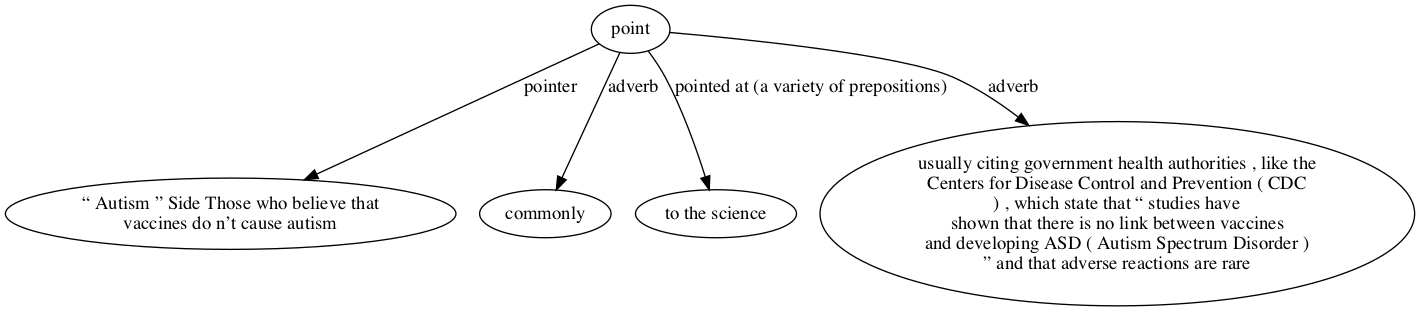 point
pointer
adverb
pointed at (a variety of prepositions)
adverb
“ Autism ” Side Those who believe that
vaccines do n’t cause autism
commonly
to the science
usually citing government health authorities , like the
Centers for Disease Control and Prevention ( CDC
) , which state that “ studies have
shown that there is no link between vaccines
and developing ASD ( Autism Spectrum Disorder )
” and that adverse reactions are rare